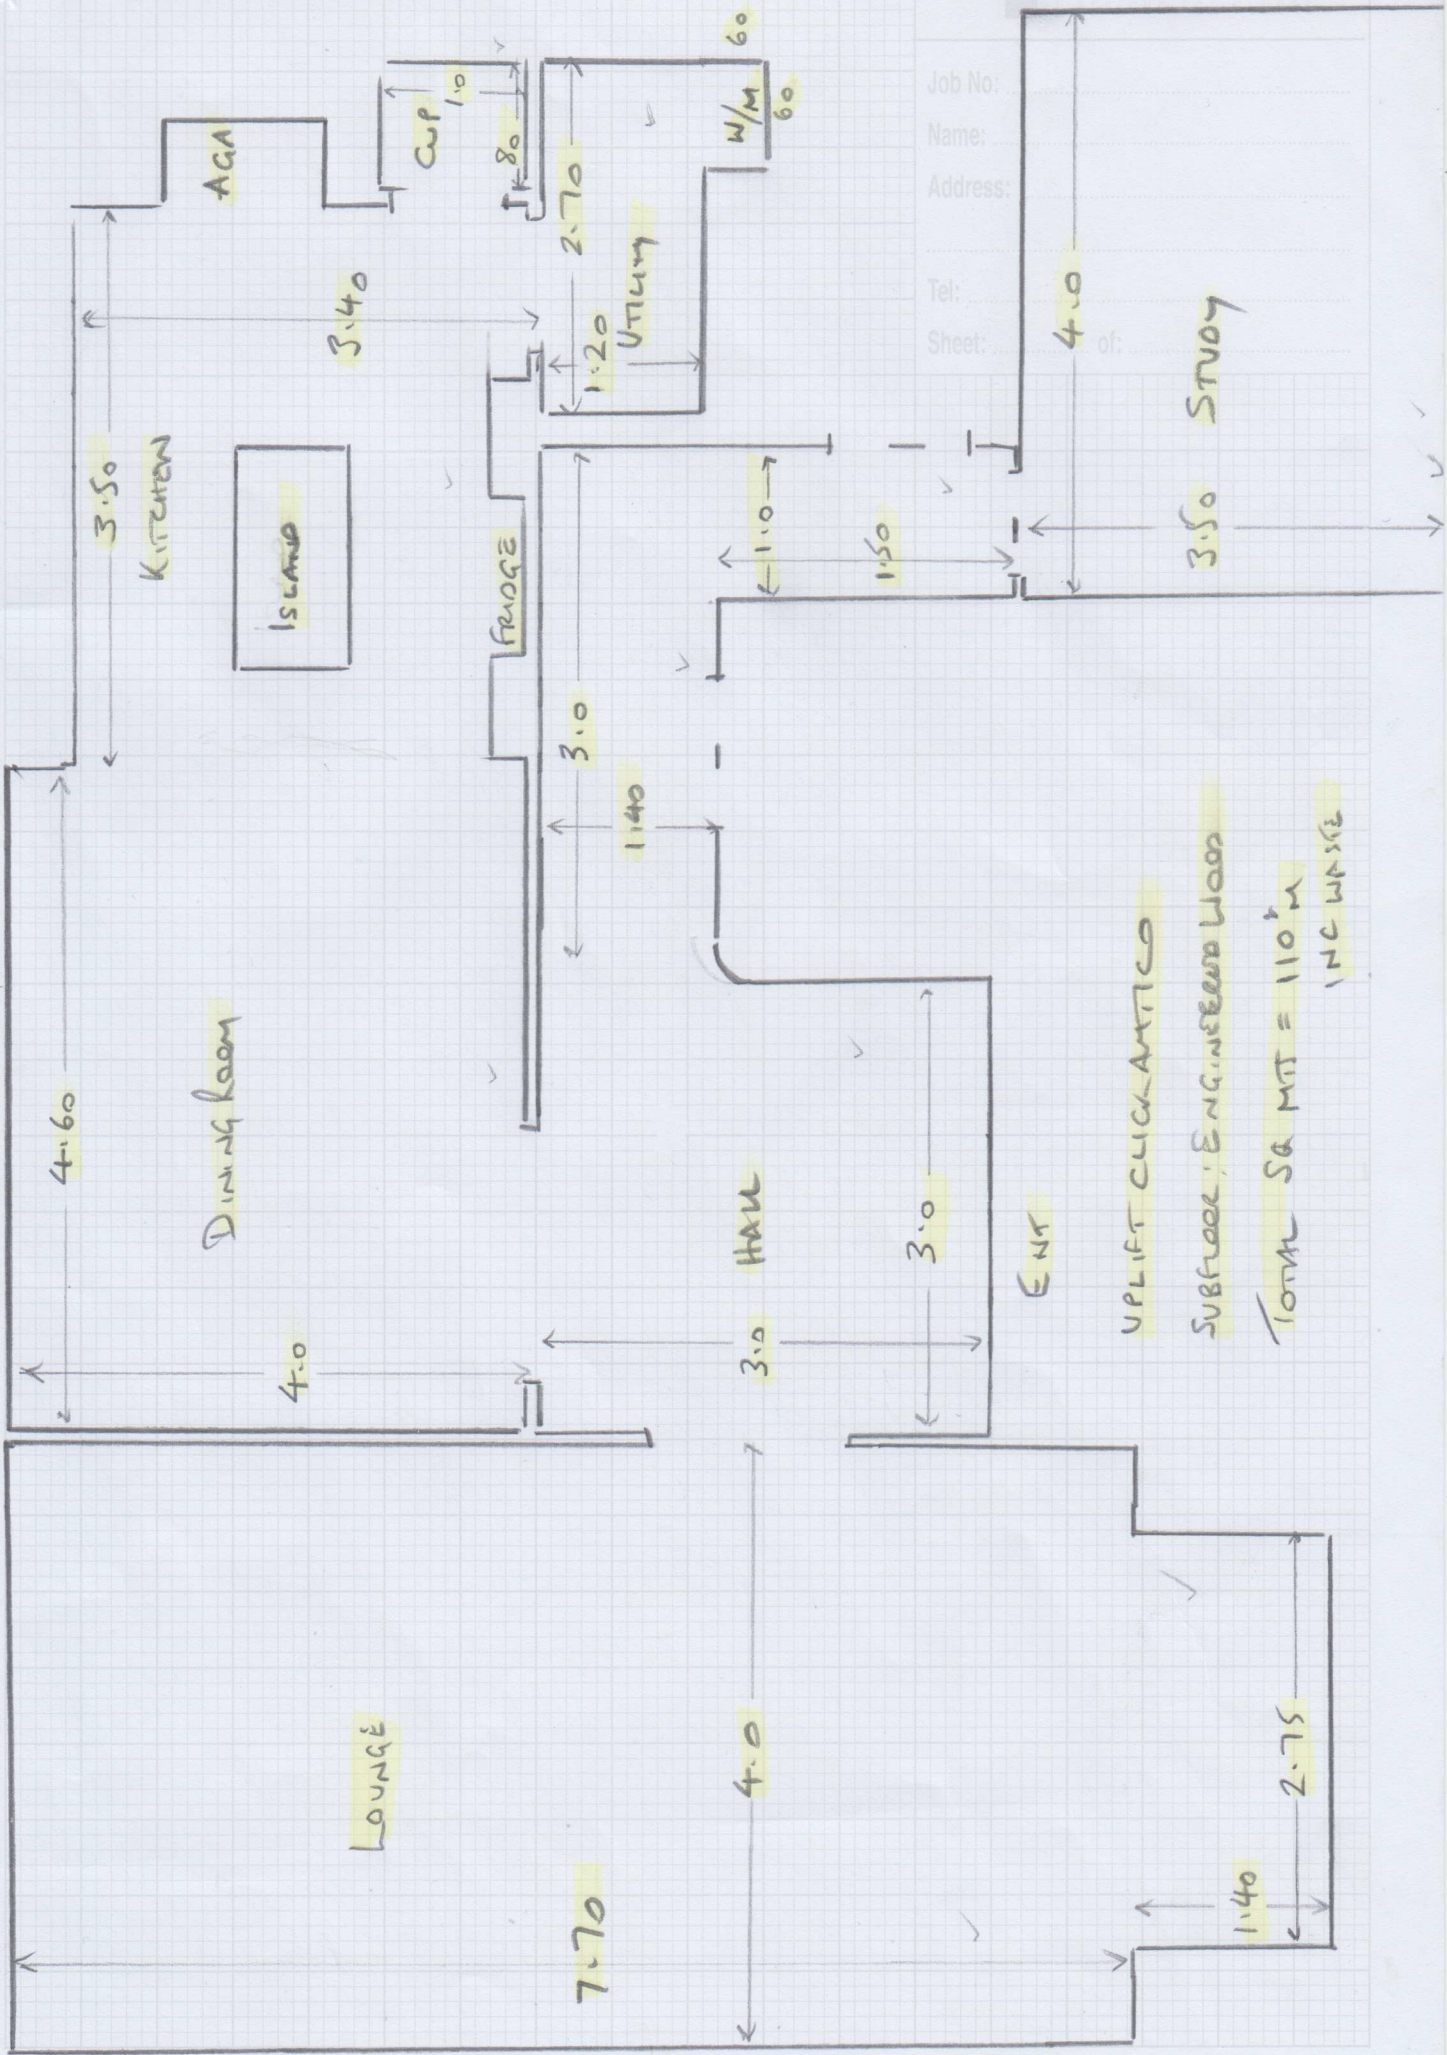 LOUNGE
7.70
4.0
1.40
2.75
DINING ROOM
4.60
4.0
HALL
3.0
3.0
ENT
3.0
1.40
KITCHEN
3.50
3.40
ISLAND
FRIDGE
AGA
CUP
1.0
80
UTILITY
2.70
1.20
W/M
60
60
1.10
1.50
STUDY
4.0
3.50
UPLIFT CLICK AMTICO
SUBFLOOR: ENGINEERED WOOD
TOTAL SQ MTS = 110²M
INC WASTE
Job No:
Name:
Address:
Tel:
Sheet: of: